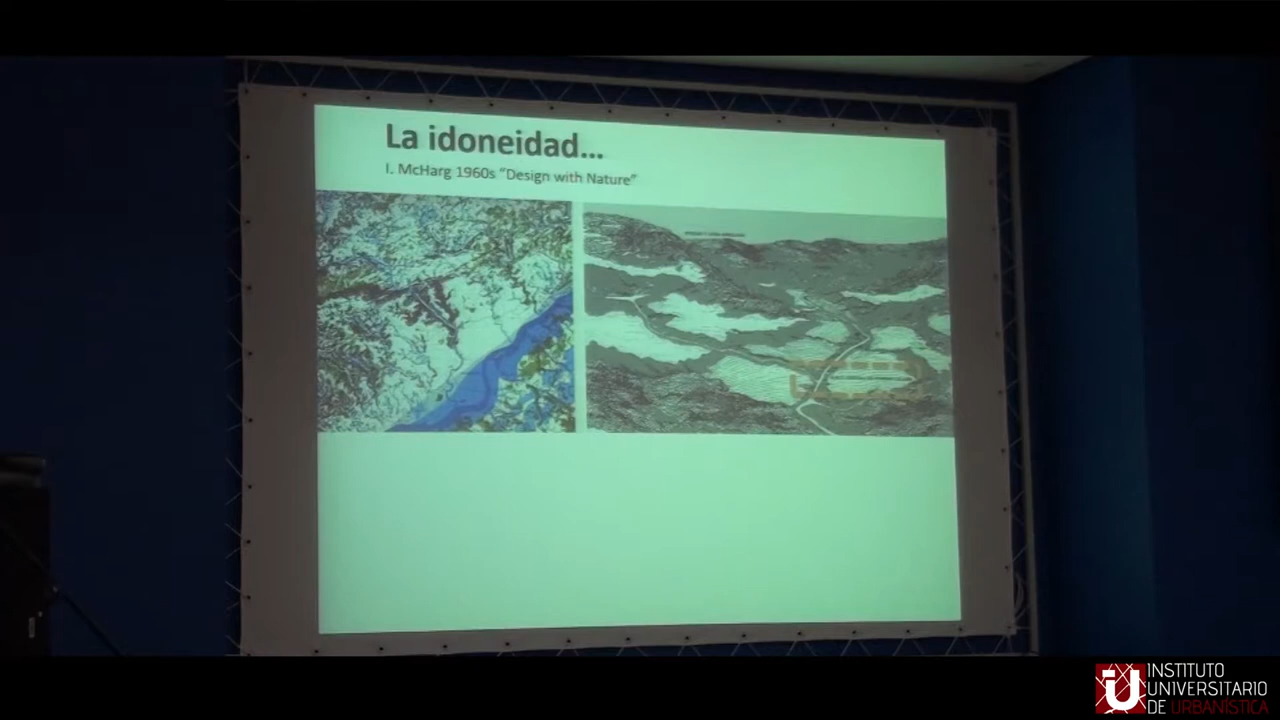 La idoneidad...
I. McHarg 1960s “Design with Nature”
INSTITUTO
UNIVERSITARIO
DE URBANÍSTICA